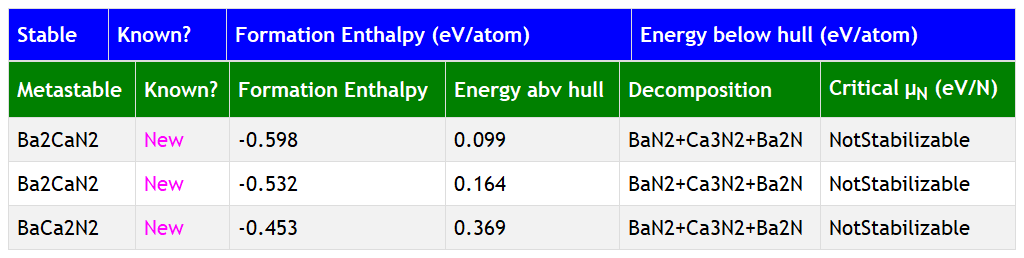 Stable Known? Formation Enthalpy (eV/atom) Energy below hull (eV/atom)
Metastable Known? Formation Enthalpy Energy abv hull Decomposition Critical μN (eV/N)
Ba2CaN2 New -0.598 0.099 BaN2+Ca3N2+Ba2N NotStabilizable
Ba2CaN2 New -0.532 0.164 BaN2+Ca3N2+Ba2N NotStabilizable
BaCa2N2 New -0.453 0.369 BaN2+Ca3N2+Ba2N NotStabilizable